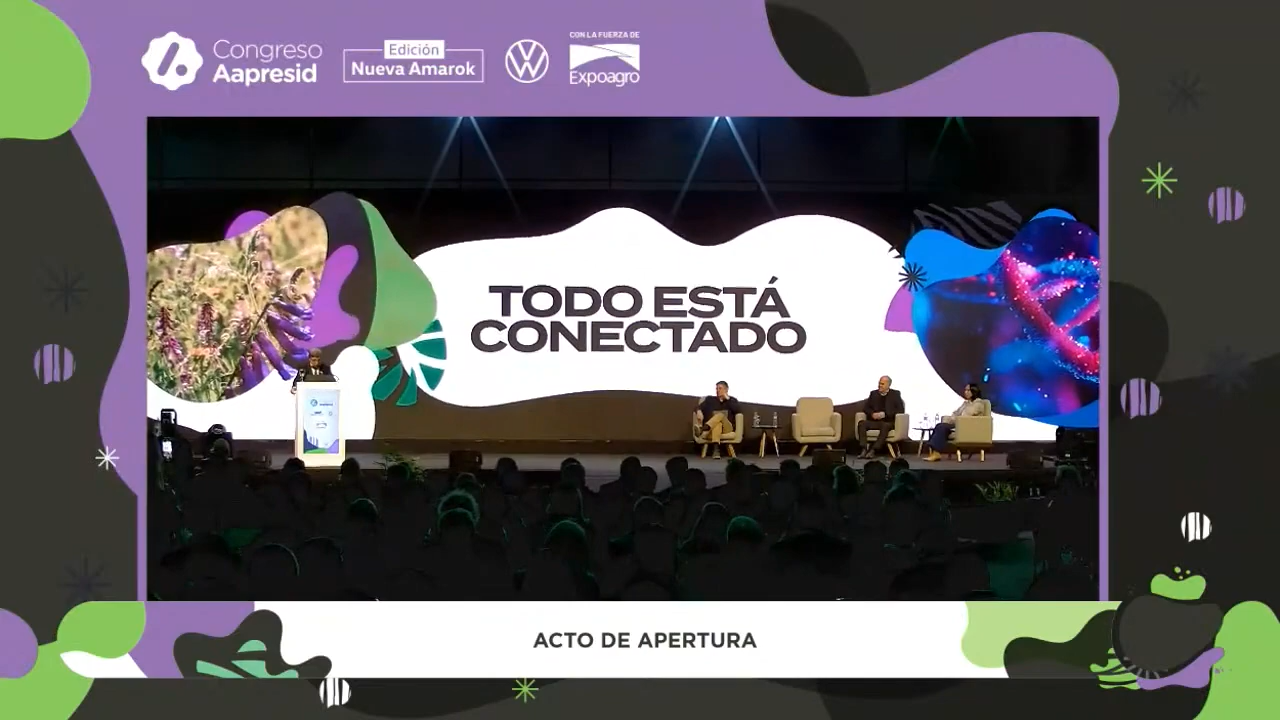 Congreso
Aapresid
Edición
Nueva Amarok
CON LA FUERZA DE
Expoagro
TODO ESTÁ
CONECTADO
ACTO DE APERTURA